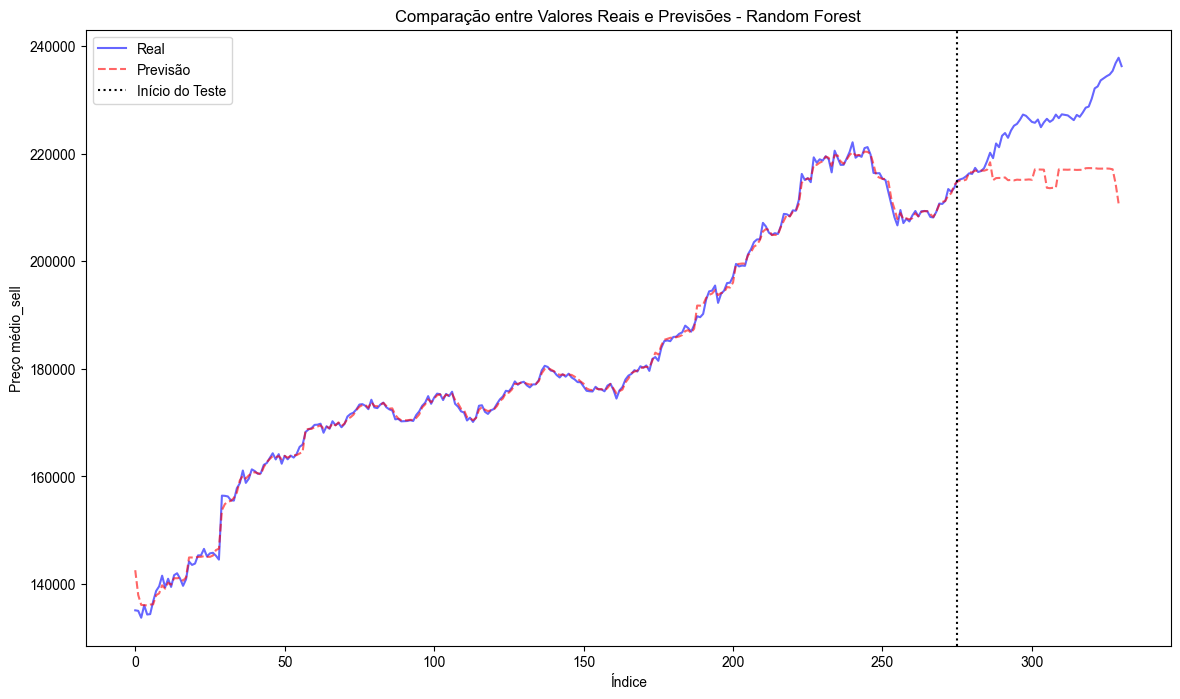 Comparação entre Valores Reais e Previsões - Random Forest
Real
Previsão
Início do Teste
240000
220000
200000
180000
160000
140000
Preço médio_sell
0
50
100
150
200
250
300
Índice